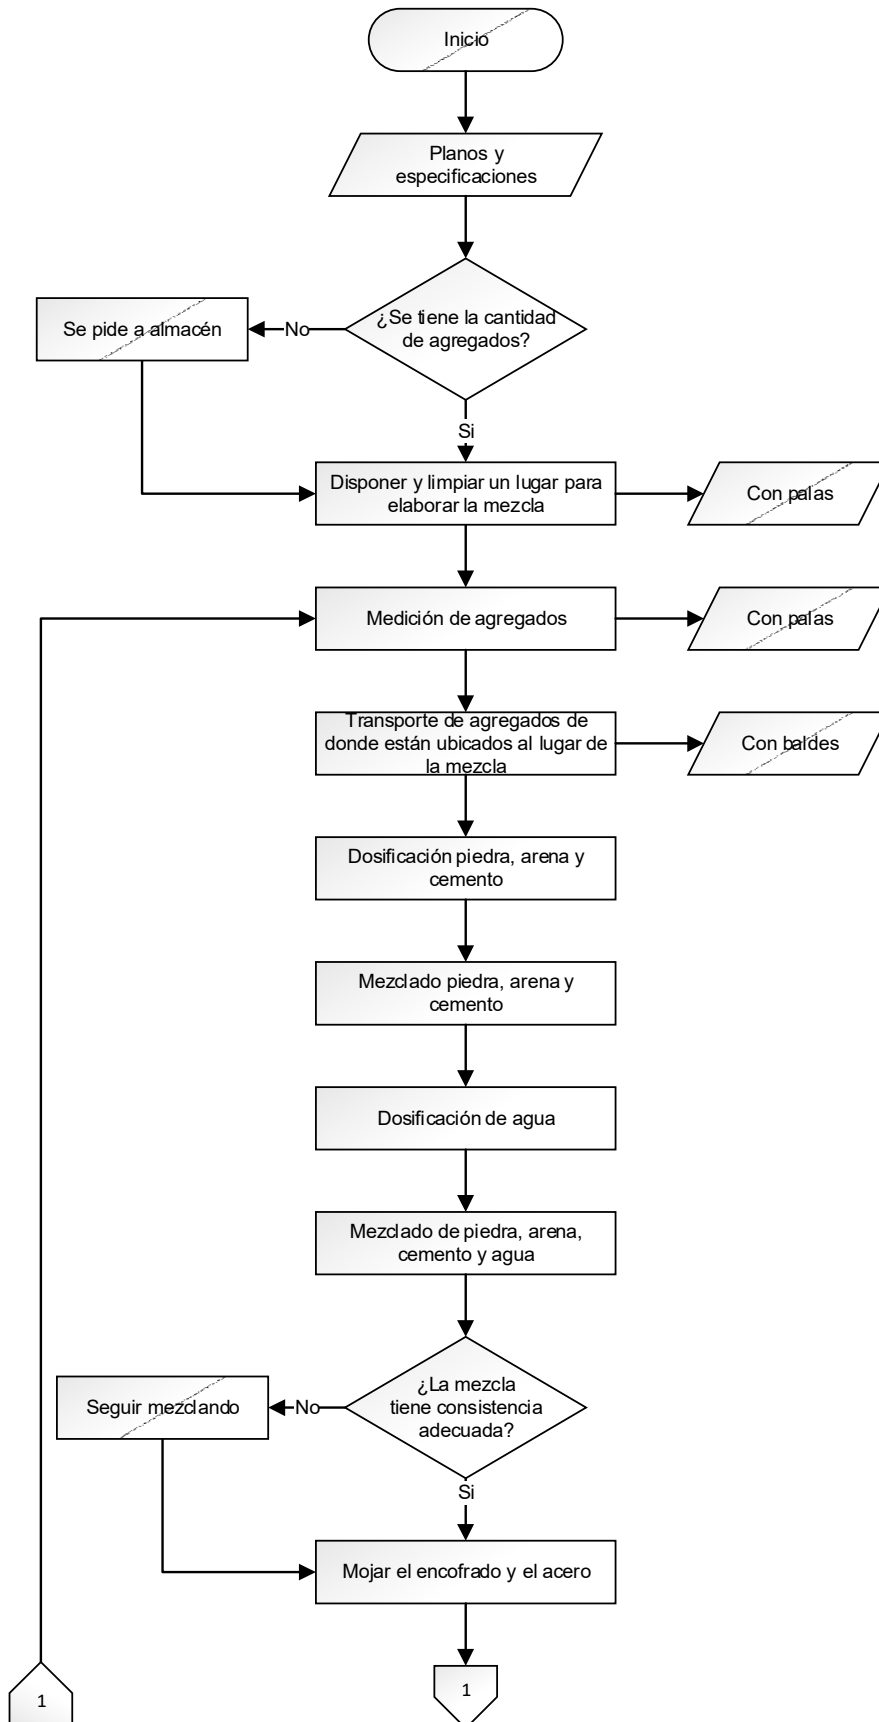 Inicio
Planos y
especificaciones
¿Se tiene la cantidad
de agregados?
No
Se pide a almacén
Si
Disponer y limpiar un lugar para
elaborar la mezcla
Con palas
Medición de agregados
Con palas
Transporte de agregados de
donde están ubicados al lugar de
la mezcla
Con baldes
Dosificación piedra, arena y
cemento
Mezclado piedra, arena y
cemento
Dosificación de agua
Mezclado de piedra, arena,
cemento y agua
¿La mezcla
tiene consistencia
adecuada?
No
Seguir mezclando
Si
Mojar el encofrado y el acero
1
1